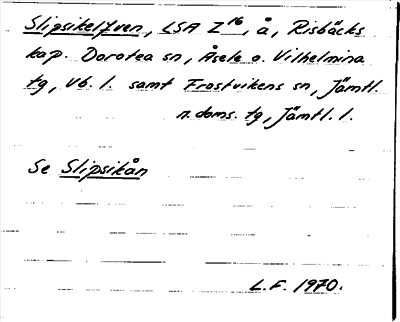 Slipsikelfven, LSA Z 16, å, Risbäcks
kap. Dorotea sn, Åsele o. Vilhelmina
tg, Vb. l. samt Frostvikens sn, Jämtl.
n. doms. tg, Jämtl. l.
Se Slipsikån
L.F. 1970.